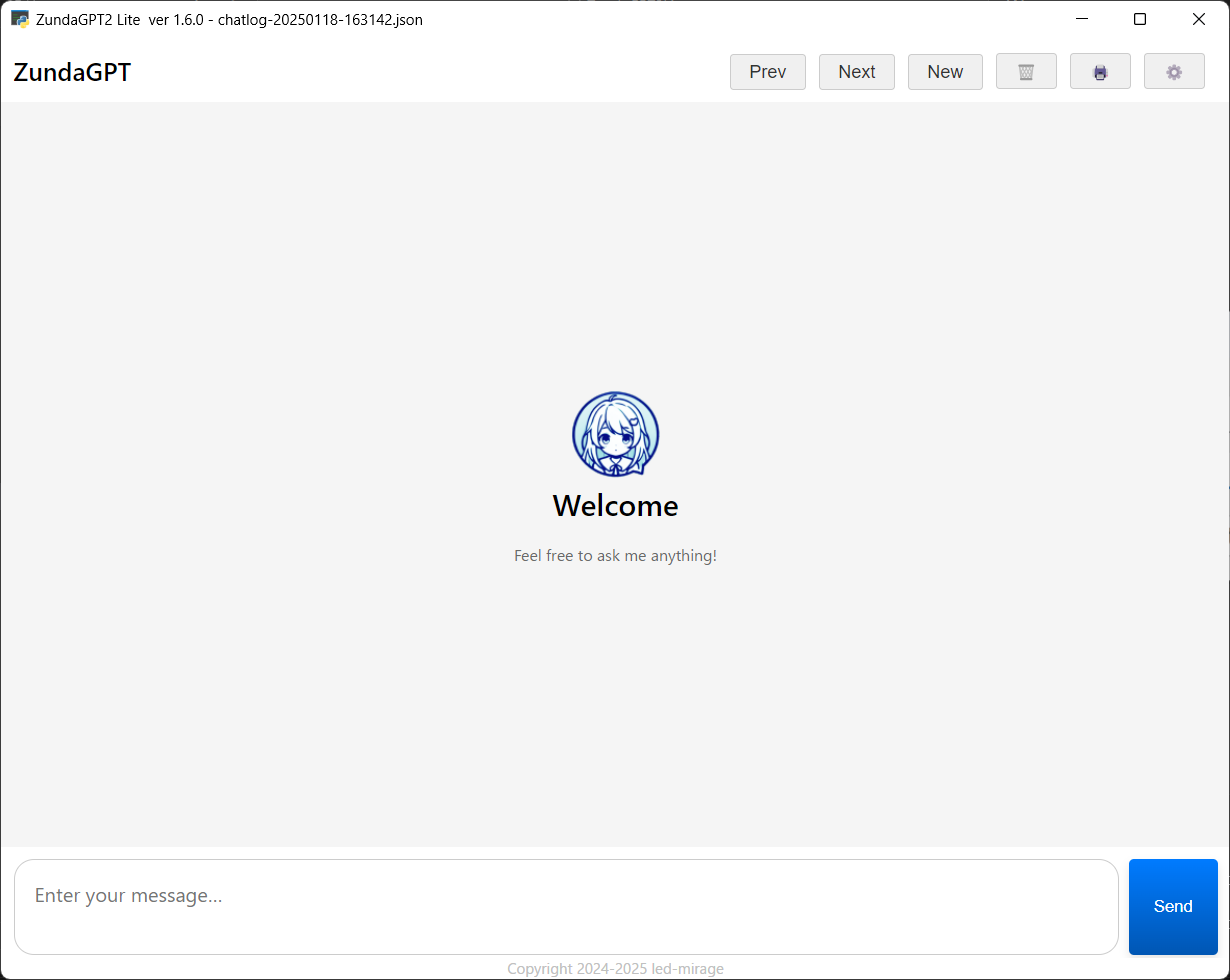 ZundaGPT2 Lite  ver 1.6.0 - chatlog-20250118-163142.json
ZundaGPT Prev Next New
Welcome
Feel free to ask me anything!
Enter your message...
Send
Copyright 2024-2025 led-mirage